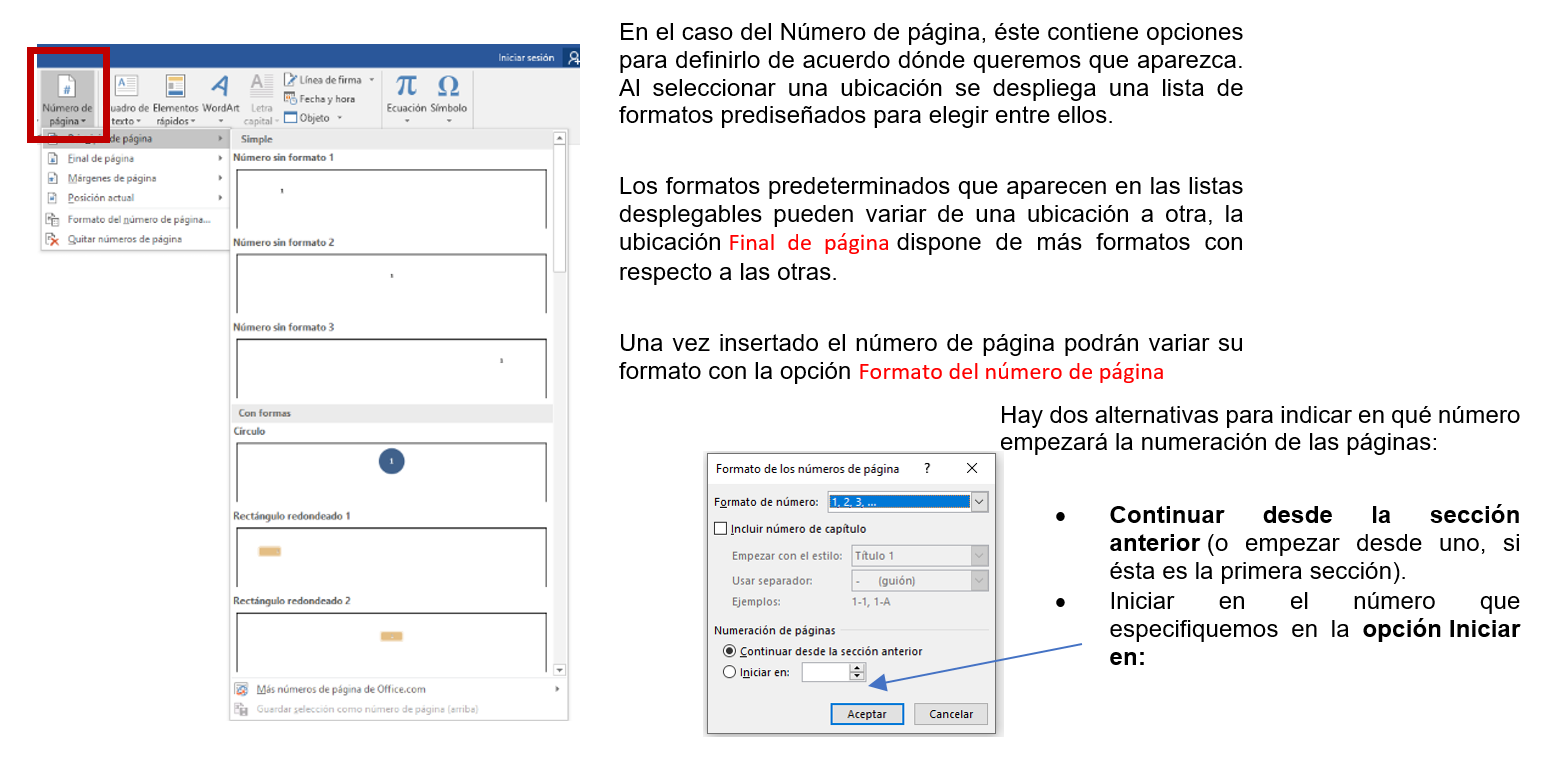 Iniciar sesión
Número de página
Cuadro de texto
Elementos rápidos
WordArt
Letra capital
Línea de firma
Fecha y hora
Objeto
Ecuación
Símbolo
Principio de página
Final de página
Márgenes de página
Posición actual
Formato del número de página...
Quitar números de página
Simple
Número sin formato 1
1
Número sin formato 2
1
Número sin formato 3
1
Con formas
Círculo
1
Rectángulo redondeado 1
Rectángulo redondeado 2
Más números de página de Office.com
Guardar selección como número de página (arriba)
En el caso del Número de página, éste contiene opciones
para definirlo de acuerdo dónde queremos que aparezca.
Al seleccionar una ubicación se despliega una lista de
formatos prediseñados para elegir entre ellos.
Los formatos predeterminados que aparecen en las listas
desplegables pueden variar de una ubicación a otra, la
ubicación Final de página dispone de más formatos con
respecto a las otras.
Una vez insertado el número de página podrán variar su
formato con la opción Formato del número de página
Hay dos alternativas para indicar en qué número
empezará la numeración de las páginas:
• Continuar desde la sección
anterior (o empezar desde uno, si
ésta es la primera sección).
• Iniciar en el número que
especifiquemos en la opción Iniciar
en:
Formato de los números de página ?
Formato de número: 1, 2, 3, ...
Incluir número de capítulo
Empezar con el estilo: Título 1
Usar separador: - (guión)
Ejemplos: 1-1, 1-A
Numeración de páginas
Continuar desde la sección anterior
Iniciar en:
Aceptar Cancelar